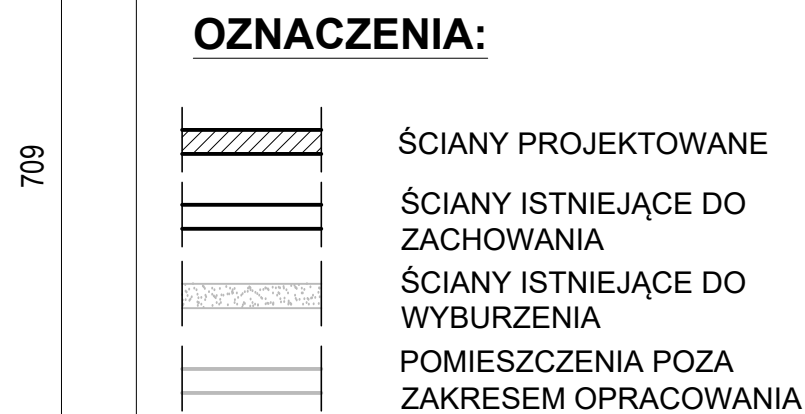 OZNACZENIA:
709
ŚCIANY PROJEKTOWANE
ŚCIANY ISTNIEJĄCE DO
ZACHOWANIA
ŚCIANY ISTNIEJĄCE DO
WYBURZENIA
POMIESZCZENIA POZA
ZAKRESEM OPRACOWANIA